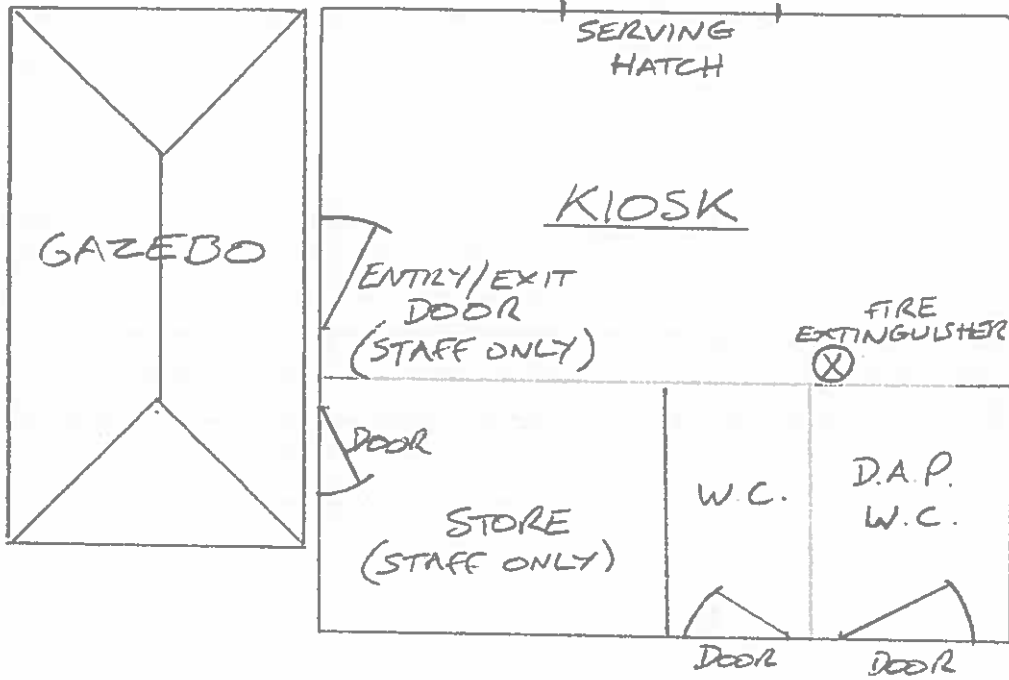 SERVING
HATCH
KIOSK
GAZEBO
ENTRY/EXIT
DOOR
(STAFF ONLY)
FIRE
EXTINGUISHER
X
DOOR
STORE
(STAFF ONLY)
W.C.
D.A.P.
W.C.
DOOR
DOOR